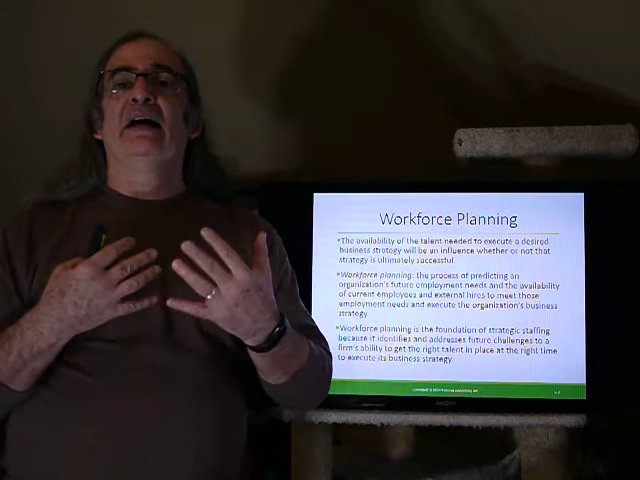 Workforce Planning
▪The availability of the talent needed to execute a desired
business strategy will be an influence whether or not that
strategy is ultimately successful
▪Workforce planning: the process of predicting an
organization's future employment needs and the availability
of current employees and external hires to meet those
employment needs and execute the organization's business
strategy.
▪Workforce planning is the foundation of strategic staffing
because it identifies and addresses future challenges to a
firm's ability to get the right talent in place at the right time
to execute its business strategy.